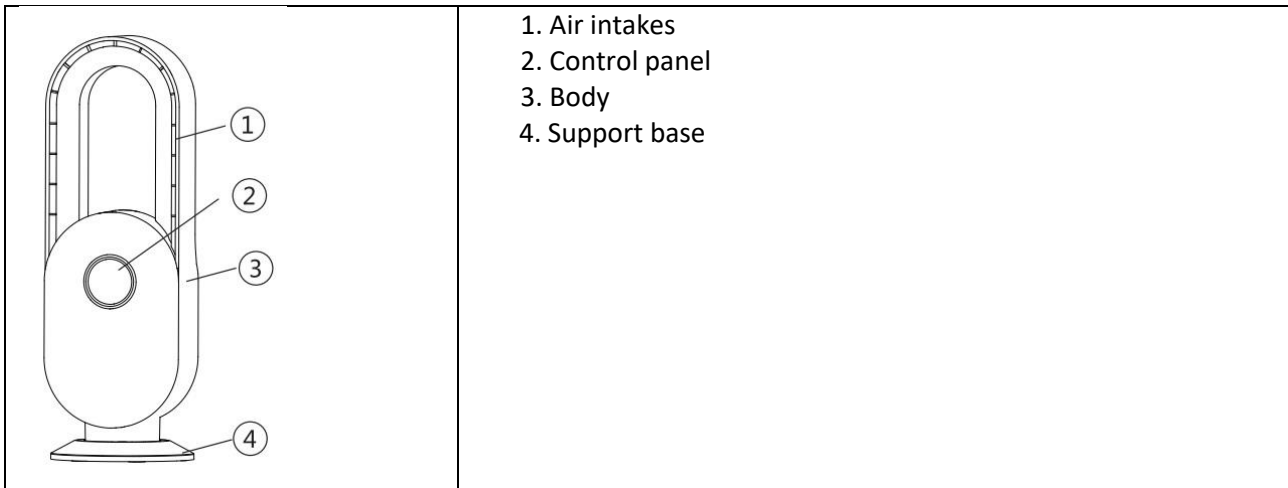 1
2
3
4
1. Air intakes
2. Control panel
3. Body
4. Support base